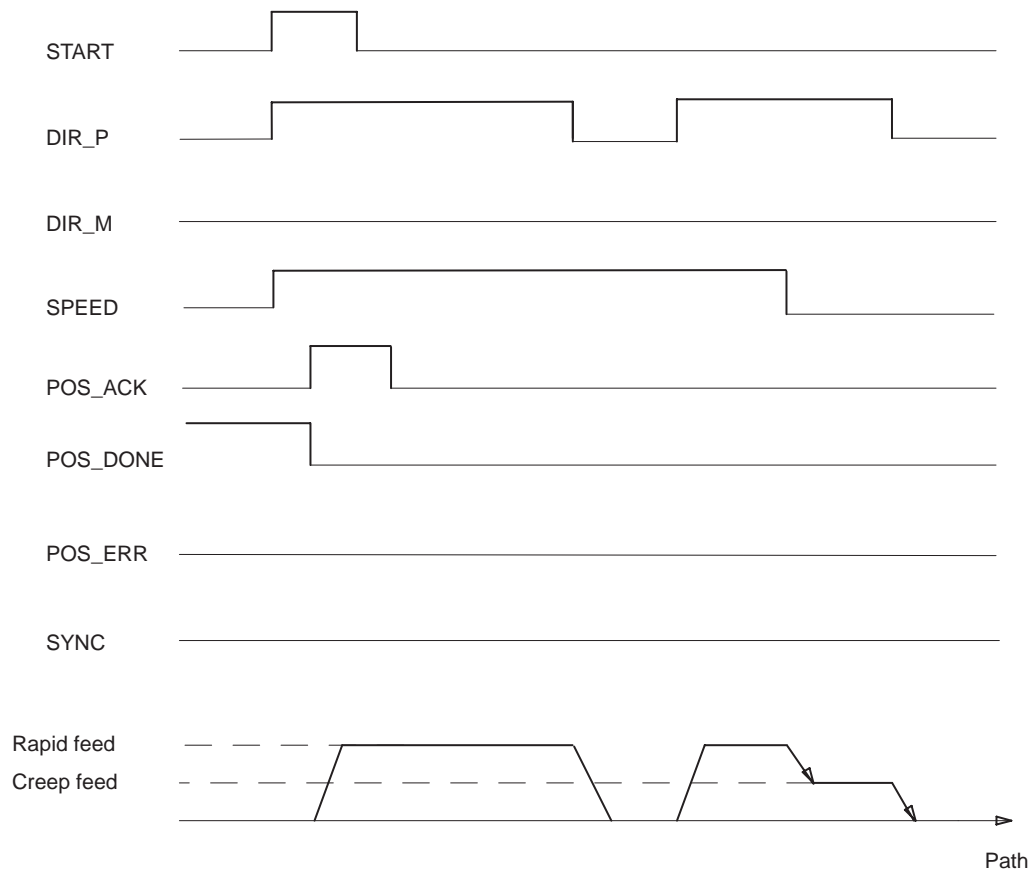 START
DIR_P
DIR_M
SPEED
POS_ACK
POS_DONE
POS_ERR
SYNC
Rapid feed
Creep feed
Path